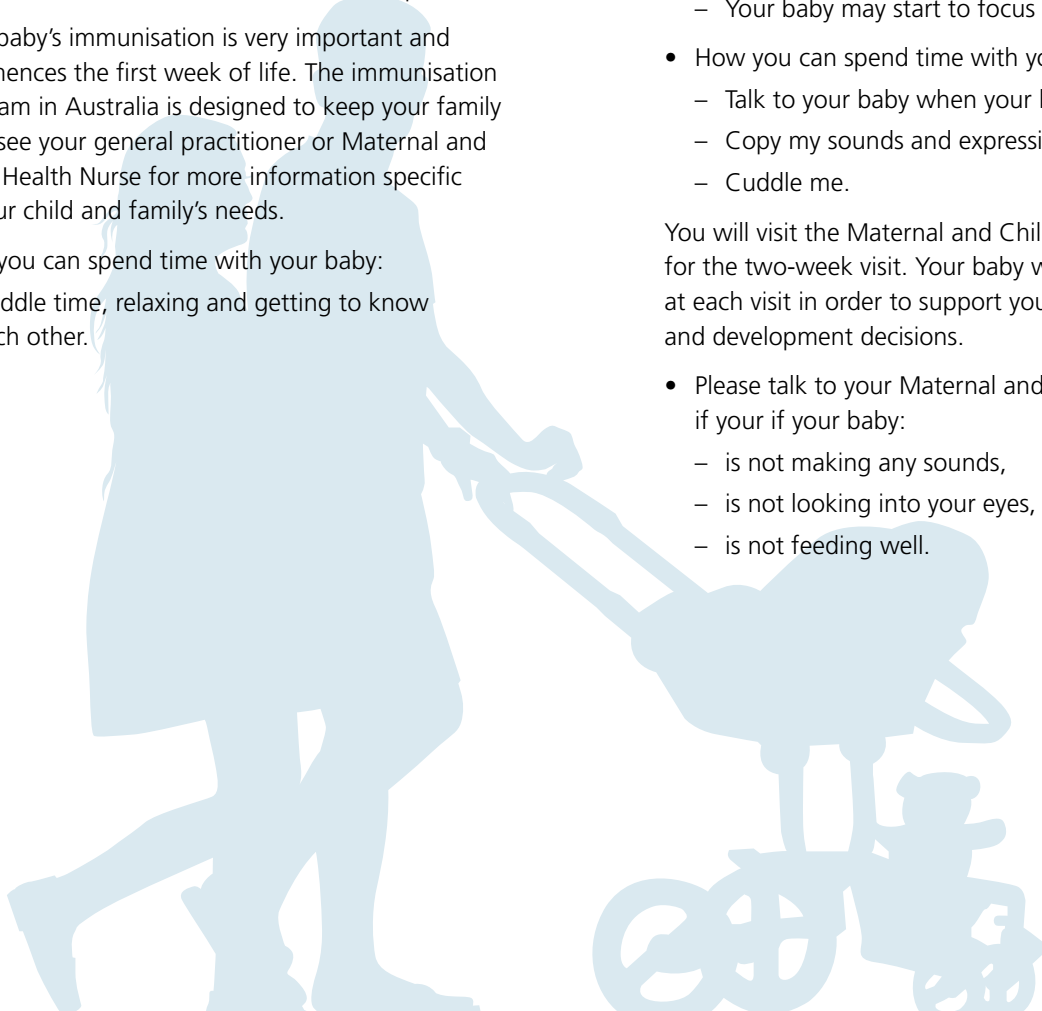 baby's immunisation is very important and
nences the first week of life. The immunisation
am in Australia is designed to keep your family
see your general practitioner or Maternal and
Health Nurse for more information specific
ur child and family's needs.
you can spend time with your baby:
ddle time, relaxing and getting to know
ch other.
– Your baby may start to focus
• How you can spend time with yo
– Talk to your baby when your
– Copy my sounds and expressi
– Cuddle me.
You will visit the Maternal and Chil
for the two-week visit. Your baby w
at each visit in order to support you
and development decisions.
• Please talk to your Maternal and
if your if your baby:
– is not making any sounds,
– is not looking into your eyes,
– is not feeding well.